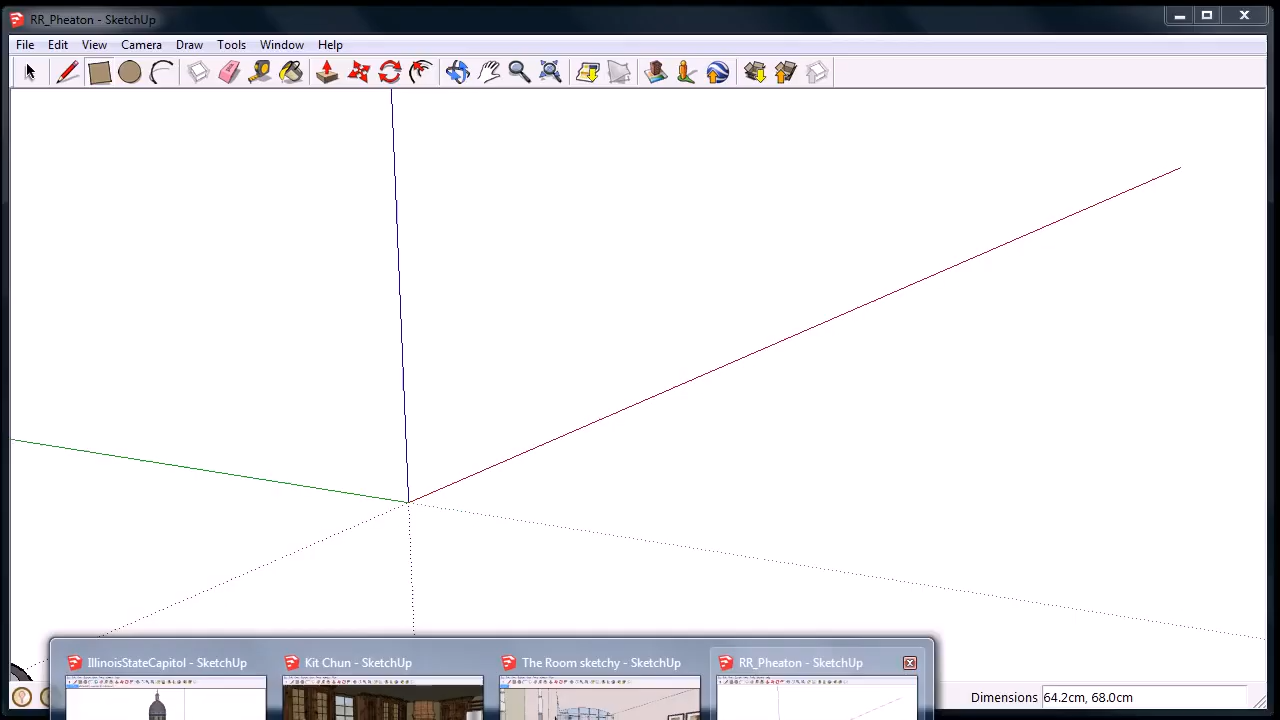 RR_Pheaton - SketchUp
File Edit View Camera Draw Tools Window Help
IllinoisStateCapitol - SketchUp Kit Chun - SketchUp The Room sketchy - SketchUp RR_Pheaton - SketchUp
Dimensions 64.2cm, 68.0cm